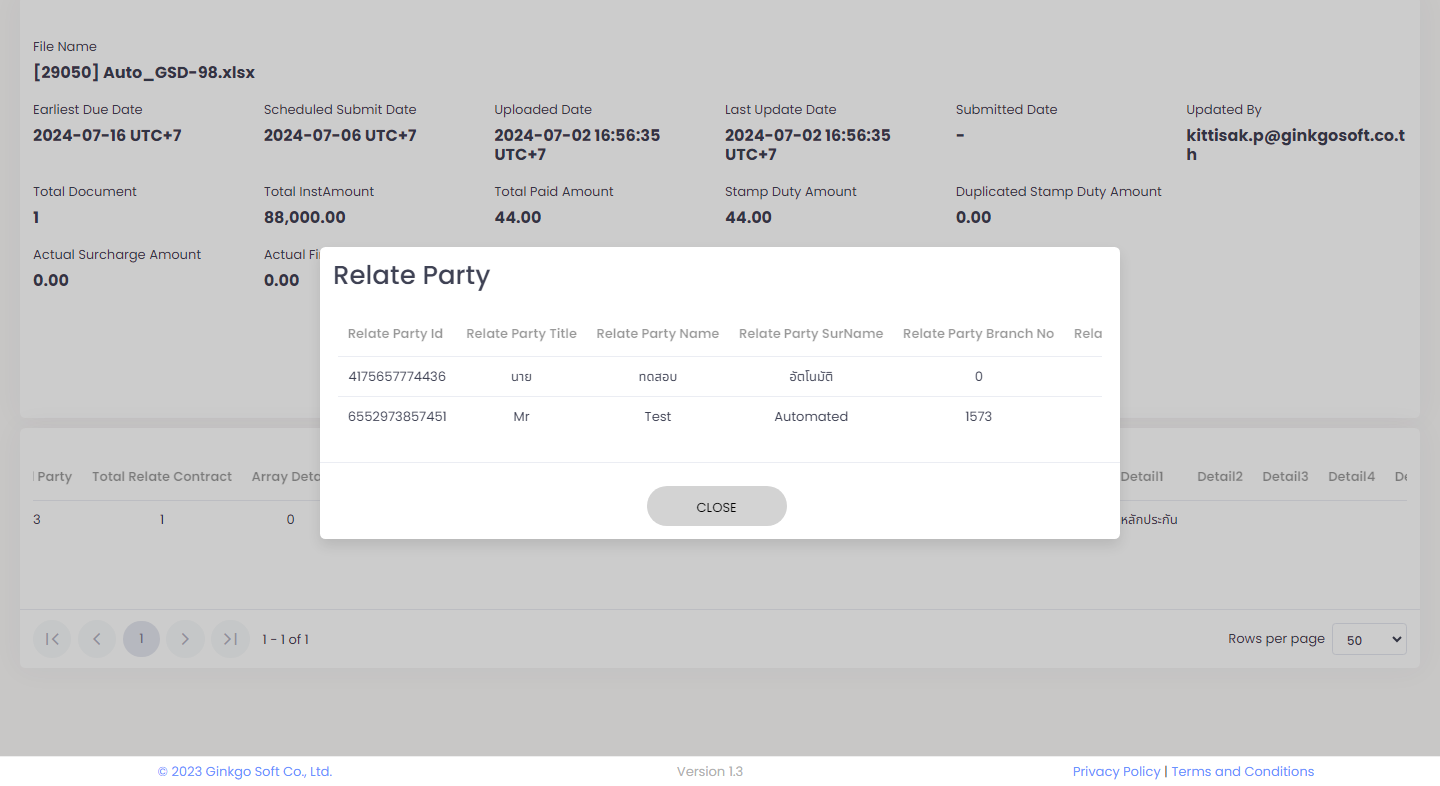 File Name
[29050] Auto_GSD-98.xlsx
Earliest Due Date Scheduled Submit Date Uploaded Date Last Update Date Submitted Date Updated By
2024-07-16 UTC+7 2024-07-06 UTC+7 2024-07-02 16:56:35 2024-07-02 16:56:35 - kittisak.p@ginkgosoft.co.t
UTC+7 UTC+7 h
Total Document Total InstAmount Total Paid Amount Stamp Duty Amount Duplicated Stamp Duty Amount
1 88,000.00 44.00 44.00 0.00
Actual Surcharge Amount Actual Fi
0.00 0.00
Relate Party
Relate Party Id Relate Party Title Relate Party Name Relate Party SurName Relate Party Branch No Rela
4175657774436 นาย ทดสอบ อัตโนมัติ 0
6552973857451 Mr Test Automated 1573
Party Total Relate Contract Array Deta Detail1 Detail2 Detail3 Detail4 De
3 1 0 หลักประกัน
CLOSE
1 1 - 1 of 1 Rows per page 50
© 2023 Ginkgo Soft Co., Ltd. Version 1.3 Privacy Policy | Terms and Conditions